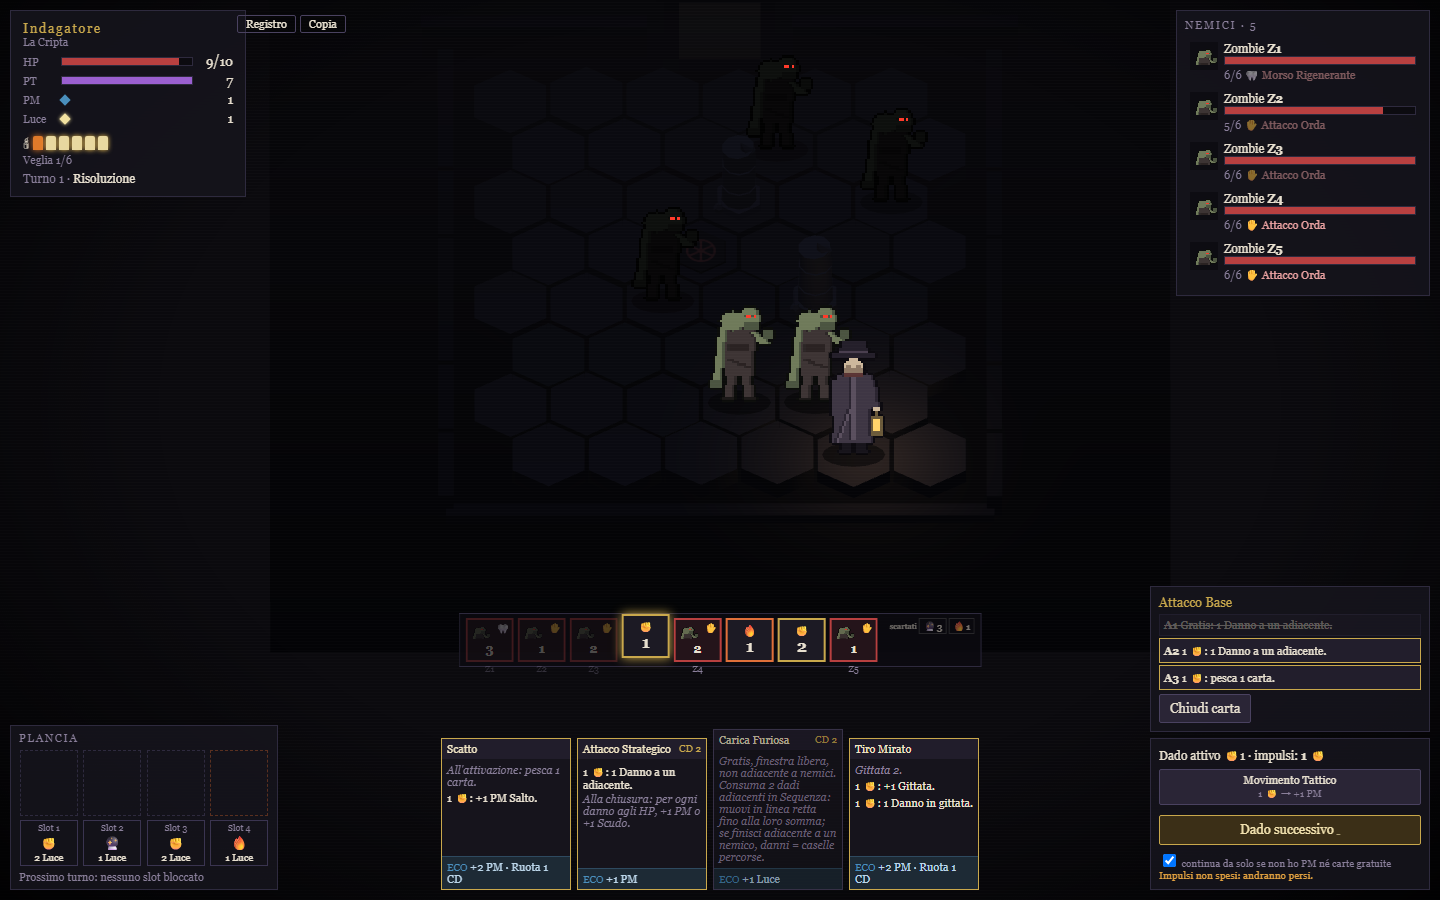 Indagatore
La Cripta
HP 9/10
PT 7
PM 1
Luce 1
Veglia 1/6
Turno 1 · Risoluzione
Registro
Copia
NEMICI · 5
Zombie Z1
6/6 Morso Rigenerante
Zombie Z2
5/6 Attacco Orda
Zombie Z3
6/6 Attacco Orda
Zombie Z4
6/6 Attacco Orda
Zombie Z5
6/6 Attacco Orda
3 1 2 1 2 1 2 1
scartati 3 1
Z1 Z2 Z3 Z4 Z5
Attacco Base
A1 Gratis: 1 Danno a un adiacente.
A2 1 ✊: 1 Danno a un adiacente.
A3 1 ✊: pesca 1 carta.
Chiudi carta
Dado attivo ✊1 · impulsi: 1 ✊
Movimento Tattico
1 ✊ → +1 PM
Dado successivo
continua da solo se non ho PM né carte gratuite
Impulsi non spesi: andranno persi.
PLANCIA
Slot 1
2 Luce
Slot 2
1 Luce
Slot 3
2 Luce
Slot 4
1 Luce
Prossimo turno: nessuno slot bloccato
Scatto
All'attivazione: pesca 1
carta.
1 ✊: +1 PM Salto.
ECO +2 PM · Ruota 1
CD
Attacco Strategico CD 2
1 ✊: 1 Danno a un
adiacente.
Alla chiusura: per ogni
danno agli HP, +1 PM o
+1 Scudo.
ECO +1 PM
Carica Furiosa CD 2
Gratis, finestra libera,
non adiacente a nemici.
Consuma 2 dadi
adiacenti in Sequenza:
muovi in linea retta
fino alla loro somma;
se finisci adiacente a un
nemico, danni = caselle
percorse.
ECO +1 Luce
Tiro Mirato
Gittata 2.
1 ✊: +1 Gittata.
1 ✊: 1 Danno in gittata.
ECO +2 PM · Ruota 1
CD